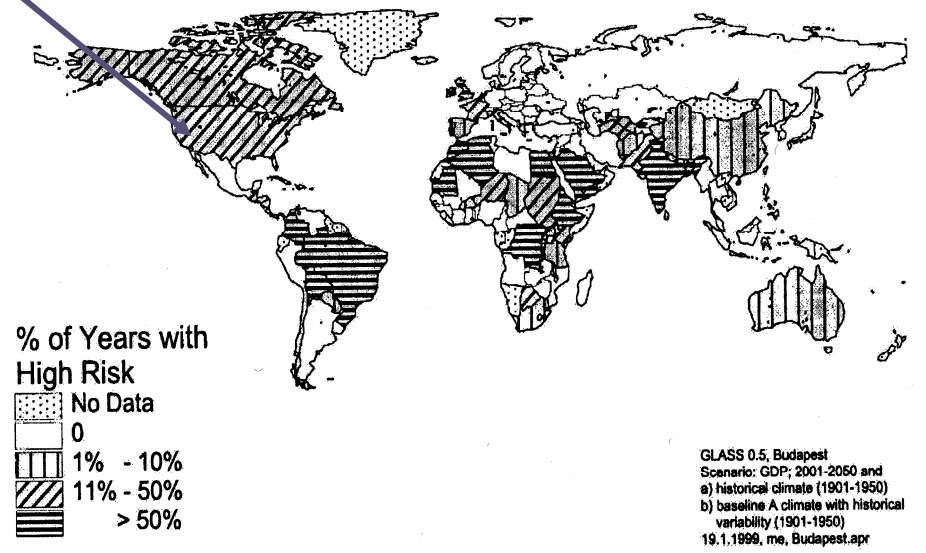 % of Years with
High Risk
No Data
0
1% - 10%
11% - 50%
> 50%
GLASS 0.5, Budapest
Scenario: GDP; 2001-2050 and
a) historical climate (1901-1950)
b) baseline A climate with historical
variability (1901-1950)
19.1.1999, me, Budapest.apr